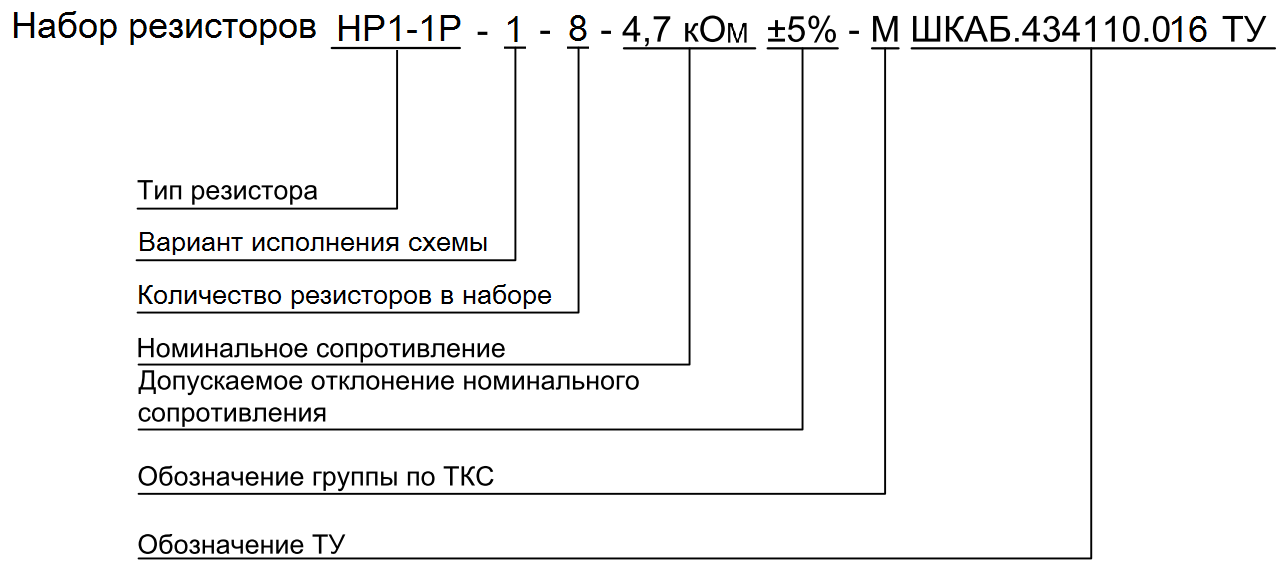 Набор резисторов НР1-1Р - 1 - 8 - 4,7 кОм ±5% - М ШКАБ.434110.016 ТУ
Тип резистора
Вариант исполнения схемы
Количество резисторов в наборе
Номинальное сопротивление
Допускаемое отклонение номинального
сопротивления
Обозначение группы по ТКС
Обозначение ТУ